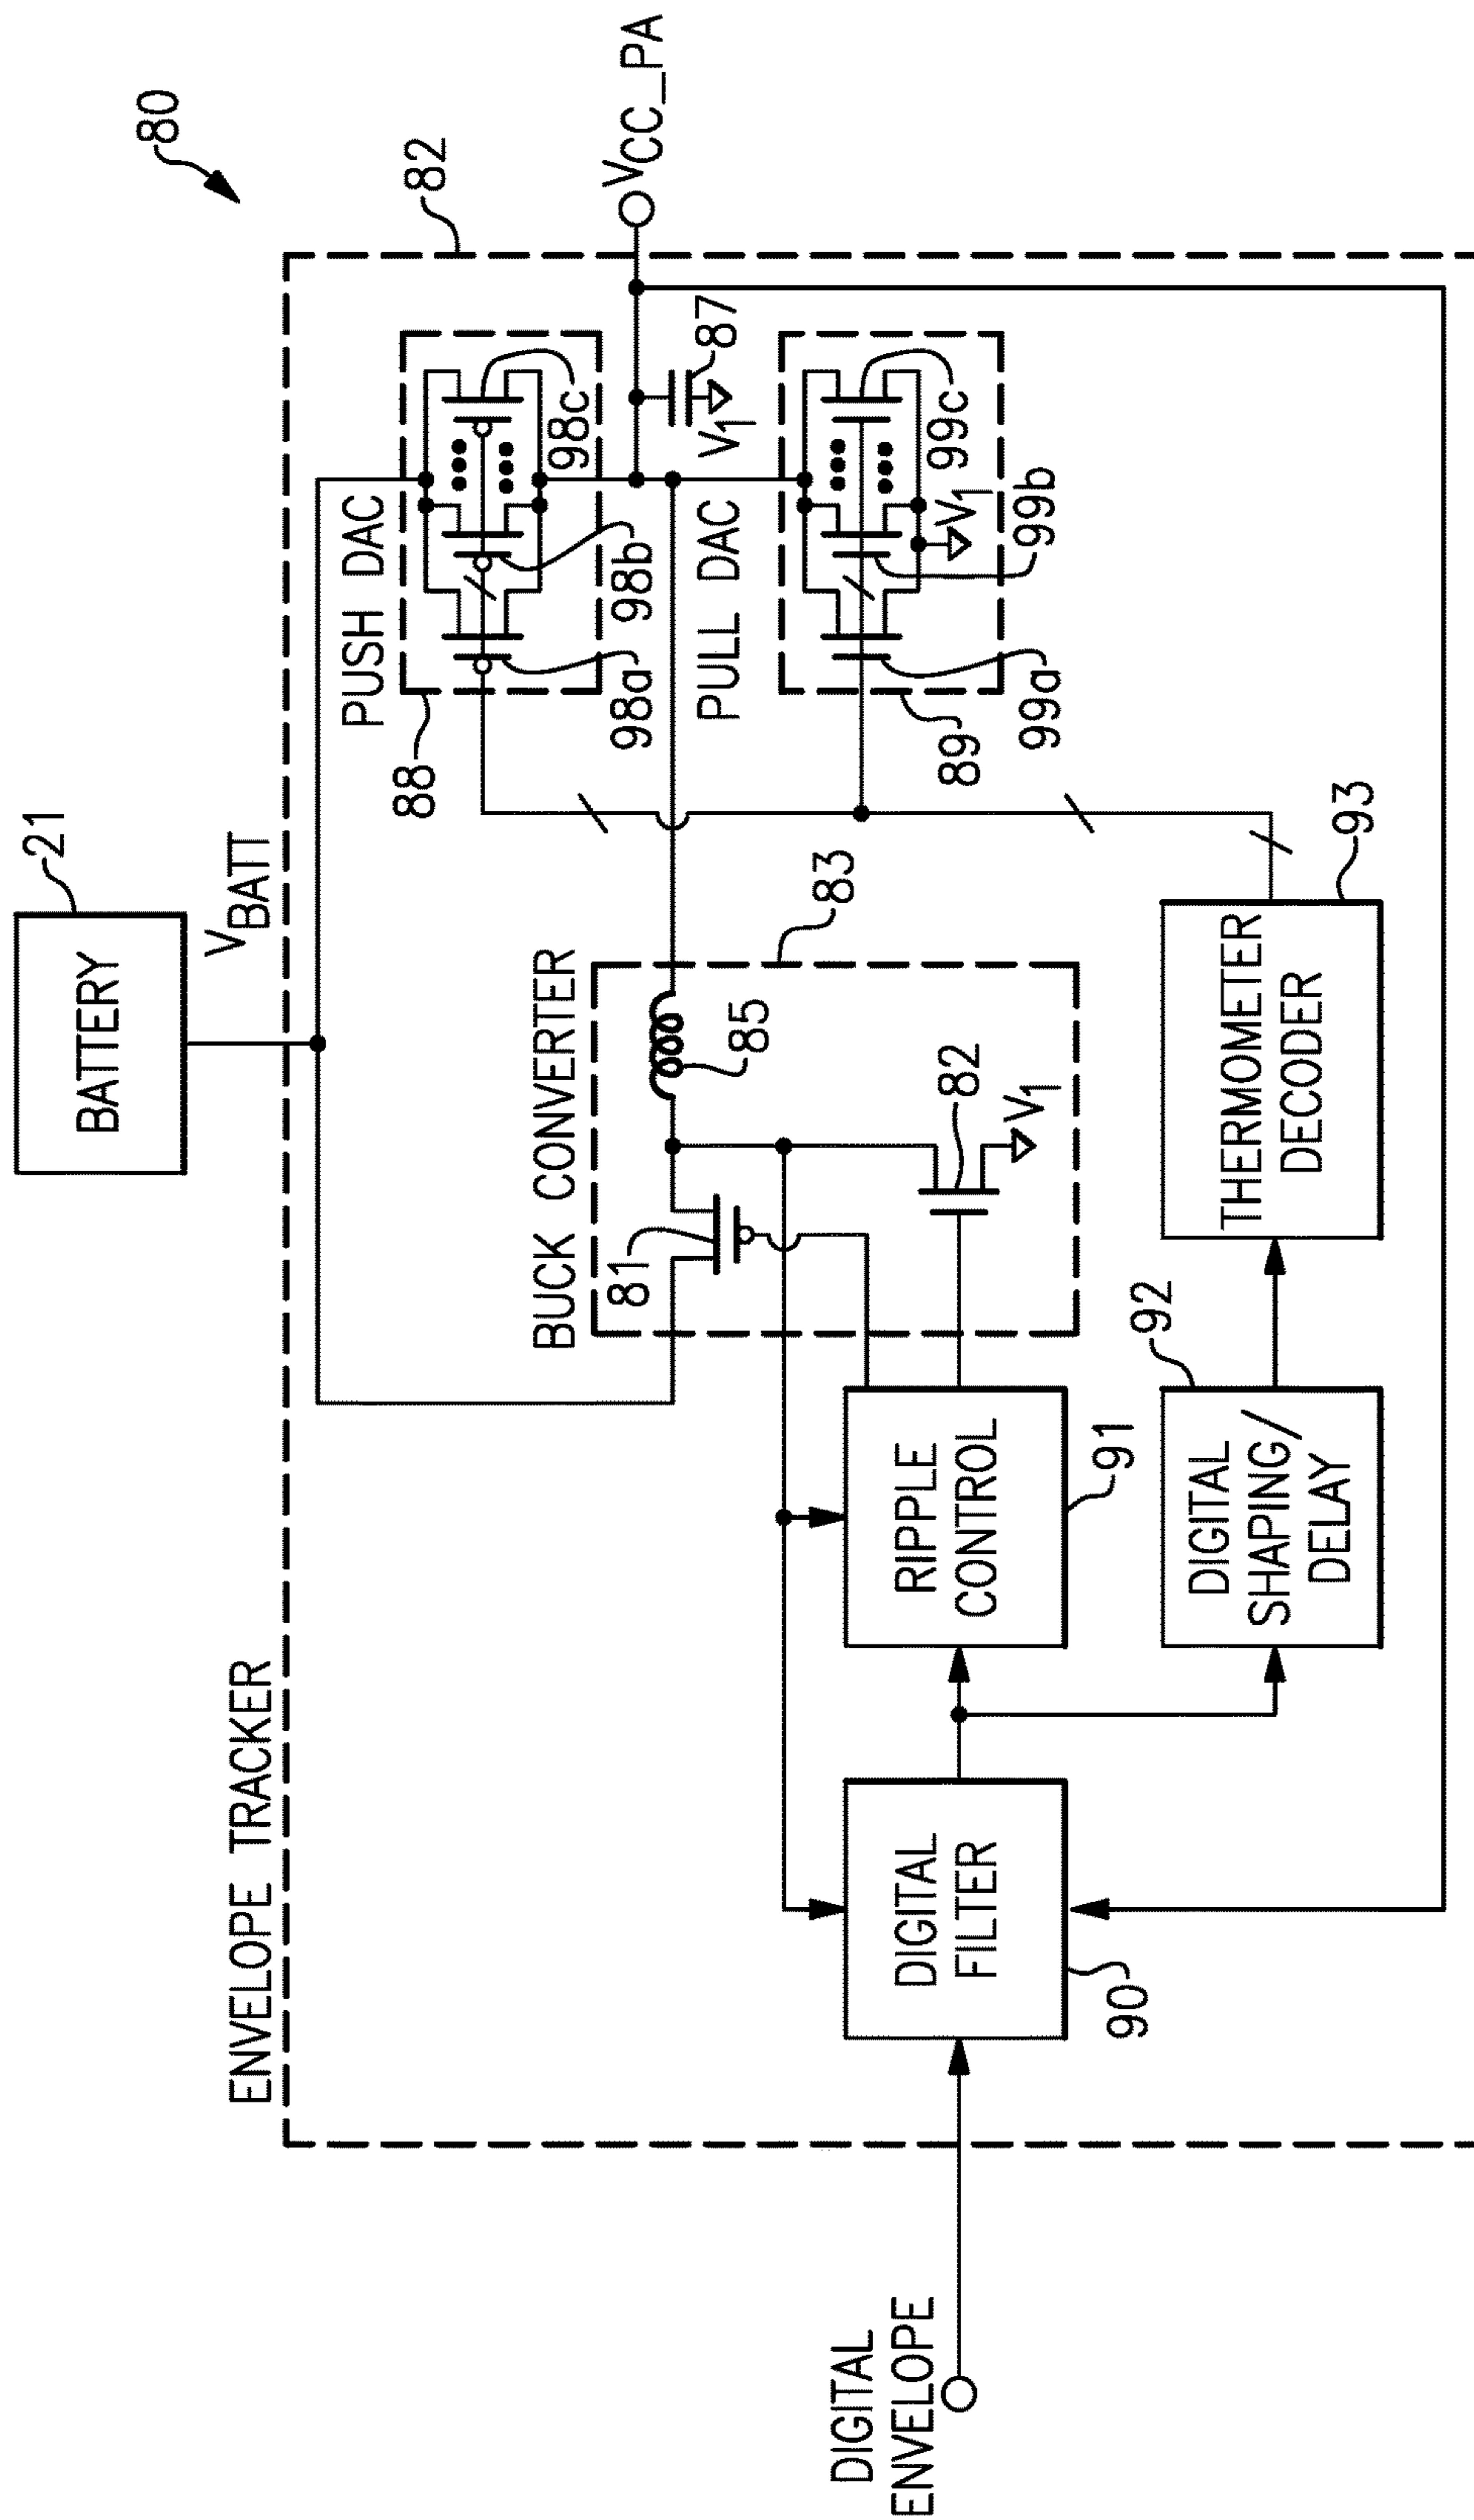 80
BATTERY
21
VBATT
ENVELOPE TRACKER
82
PUSH DAC
88
98a
98b
98c
VCC_PA
87
V1
PULL DAC
89
99a
99b
99c
V1
BUCK CONVERTER
83
81
85
82
V1
DIGITAL
ENVELOPE
DIGITAL
FILTER
90
RIPPLE
CONTROL
91
DIGITAL
SHAPING/
DELAY
92
THERMOMETER
DECODER
93